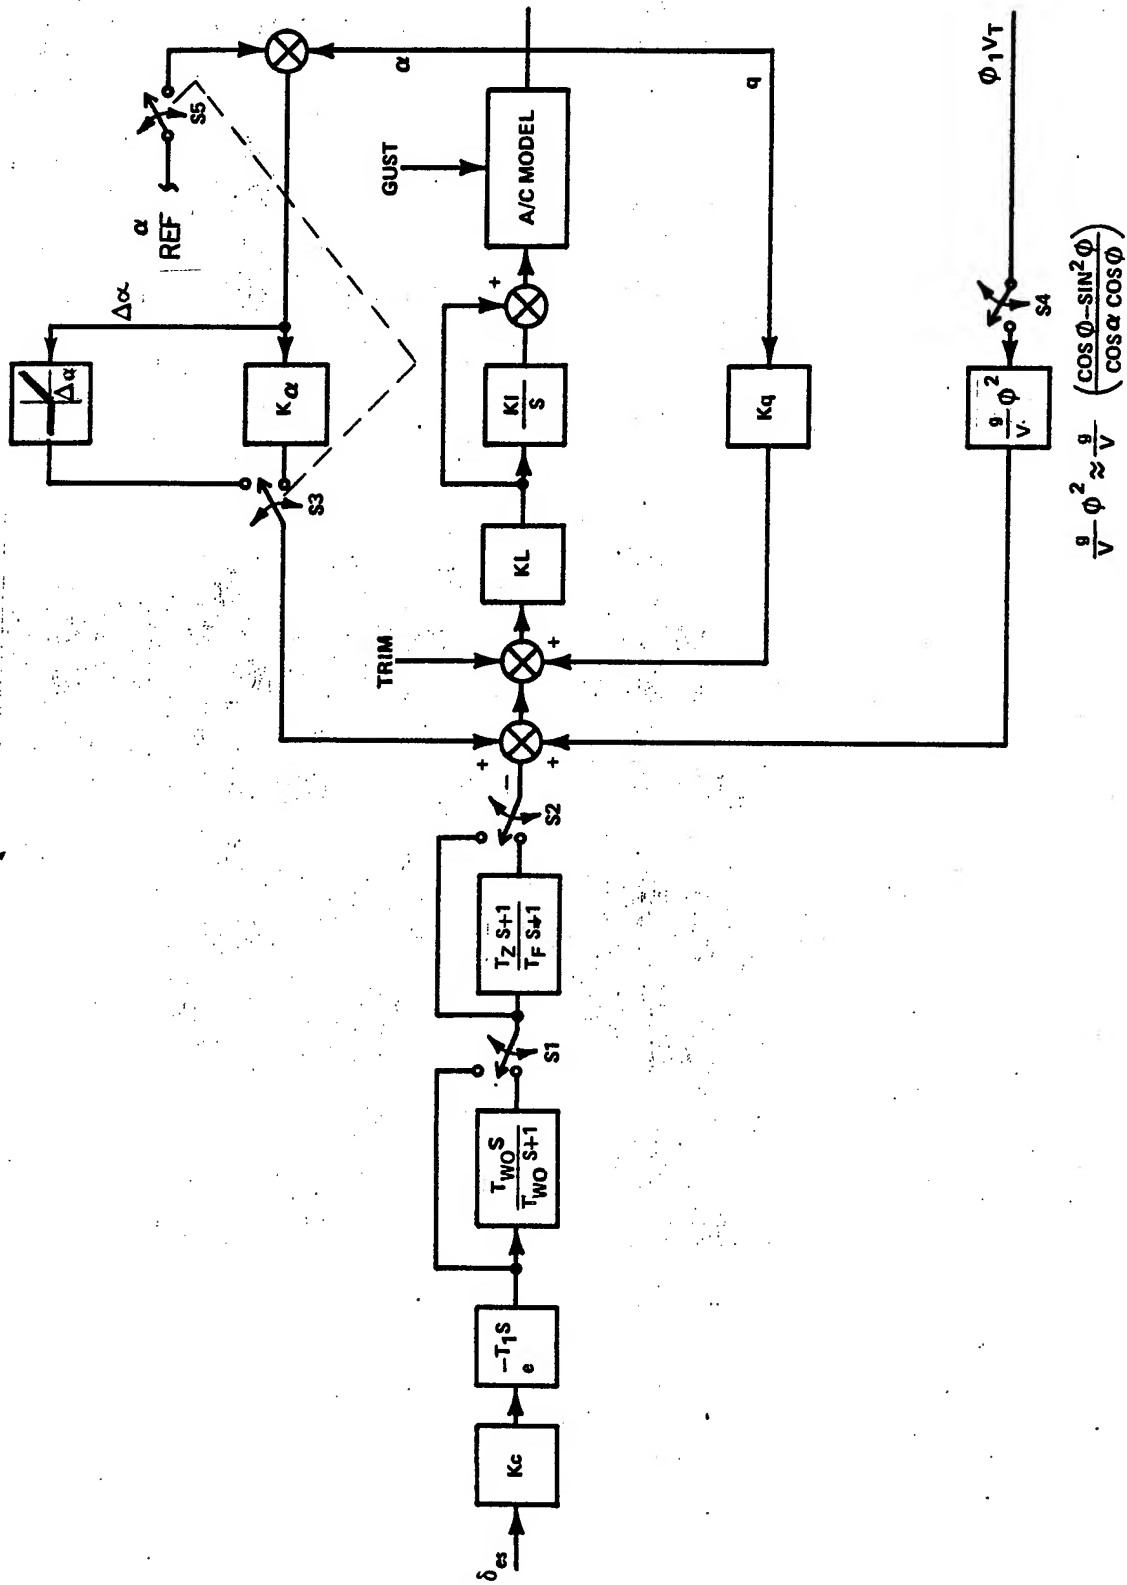 δes
Kc
e −T1S
TWO S
TWO S+1
S1
TZ S+1
TF S+1
S2
−
+
+
TRIM
+
KL
KI
S
+
GUST
A/C MODEL
S3
Kα
Δα
Δα
α
REF
S5
α
q
Kq
g
V
ϕ2
S4
ϕ1VT
g/V ϕ2 ≈ g/V (COS ϕ−SIN2 ϕ / COS α COS ϕ)